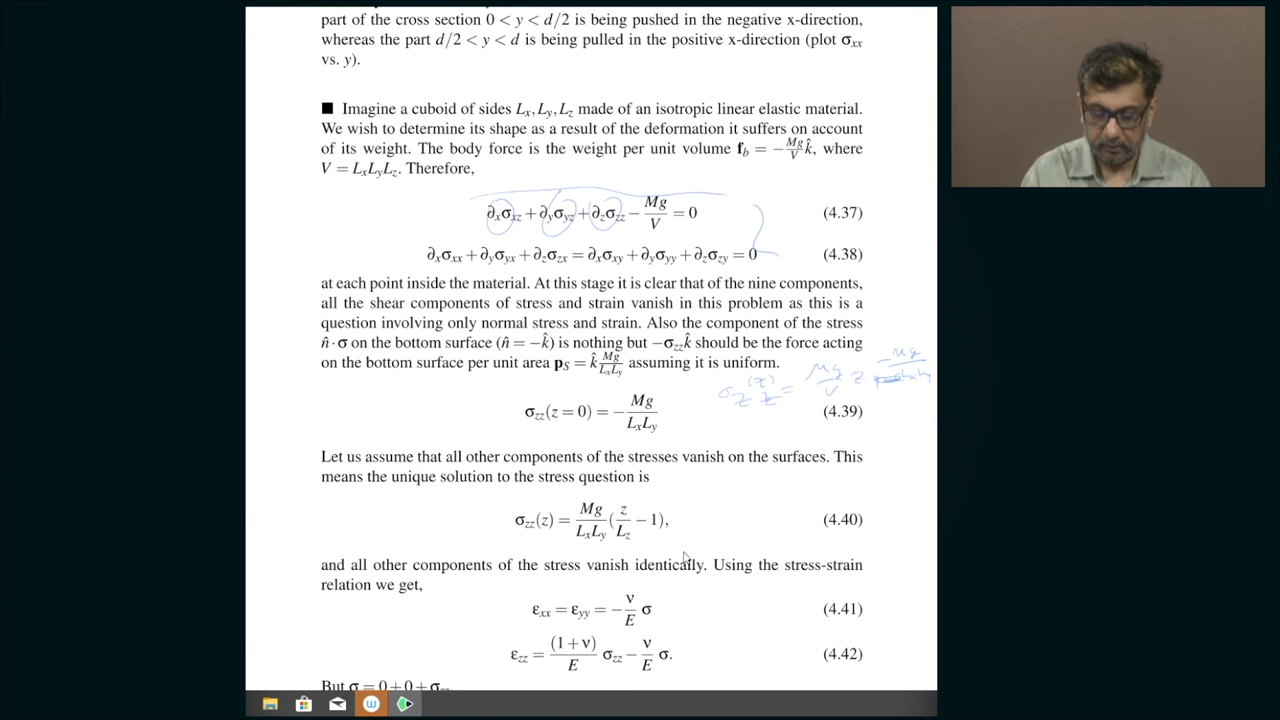 part of the cross section 0 < y < d/2 is being pushed in the negative x-direction,
whereas the part d/2 < y < d is being pulled in the positive x-direction (plot σxx
vs. y).
■ Imagine a cuboid of sides Lx, Ly, Lz made of an isotropic linear elastic material.
We wish to determine its shape as a result of the deformation it suffers on account
of its weight. The body force is the weight per unit volume f_b = −Mg/V k̂, where
V = LxLyLz. Therefore,
∂xσxz + ∂yσyz + ∂zσzz − Mg/V = 0 (4.37)
∂xσxx + ∂yσyx + ∂zσzx = ∂xσxy + ∂yσyy + ∂zσzy = 0 (4.38)
at each point inside the material. At this stage it is clear that of the nine components,
all the shear components of stress and strain vanish in this problem as this is a
question involving only normal stress and strain. Also the component of the stress
n̂ · σ on the bottom surface (n̂ = −k̂) is nothing but −σzz k̂ should be the force acting
on the bottom surface per unit area p_S = k̂ Mg/LxLy assuming it is uniform.
σzz(z) = Mg/V z − Mg
σzz(z = 0) = − Mg/LxLy (4.39)
Let us assume that all other components of the stresses vanish on the surfaces. This
means the unique solution to the stress question is
σzz(z) = Mg/LxLy (z/Lz − 1), (4.40)
and all other components of the stress vanish identically. Using the stress-strain
relation we get,
εxx = εyy = − ν/E σ (4.41)
εzz = (1+ν)/E σzz − ν/E σ. (4.42)
But σ = 0 + 0 + σzz